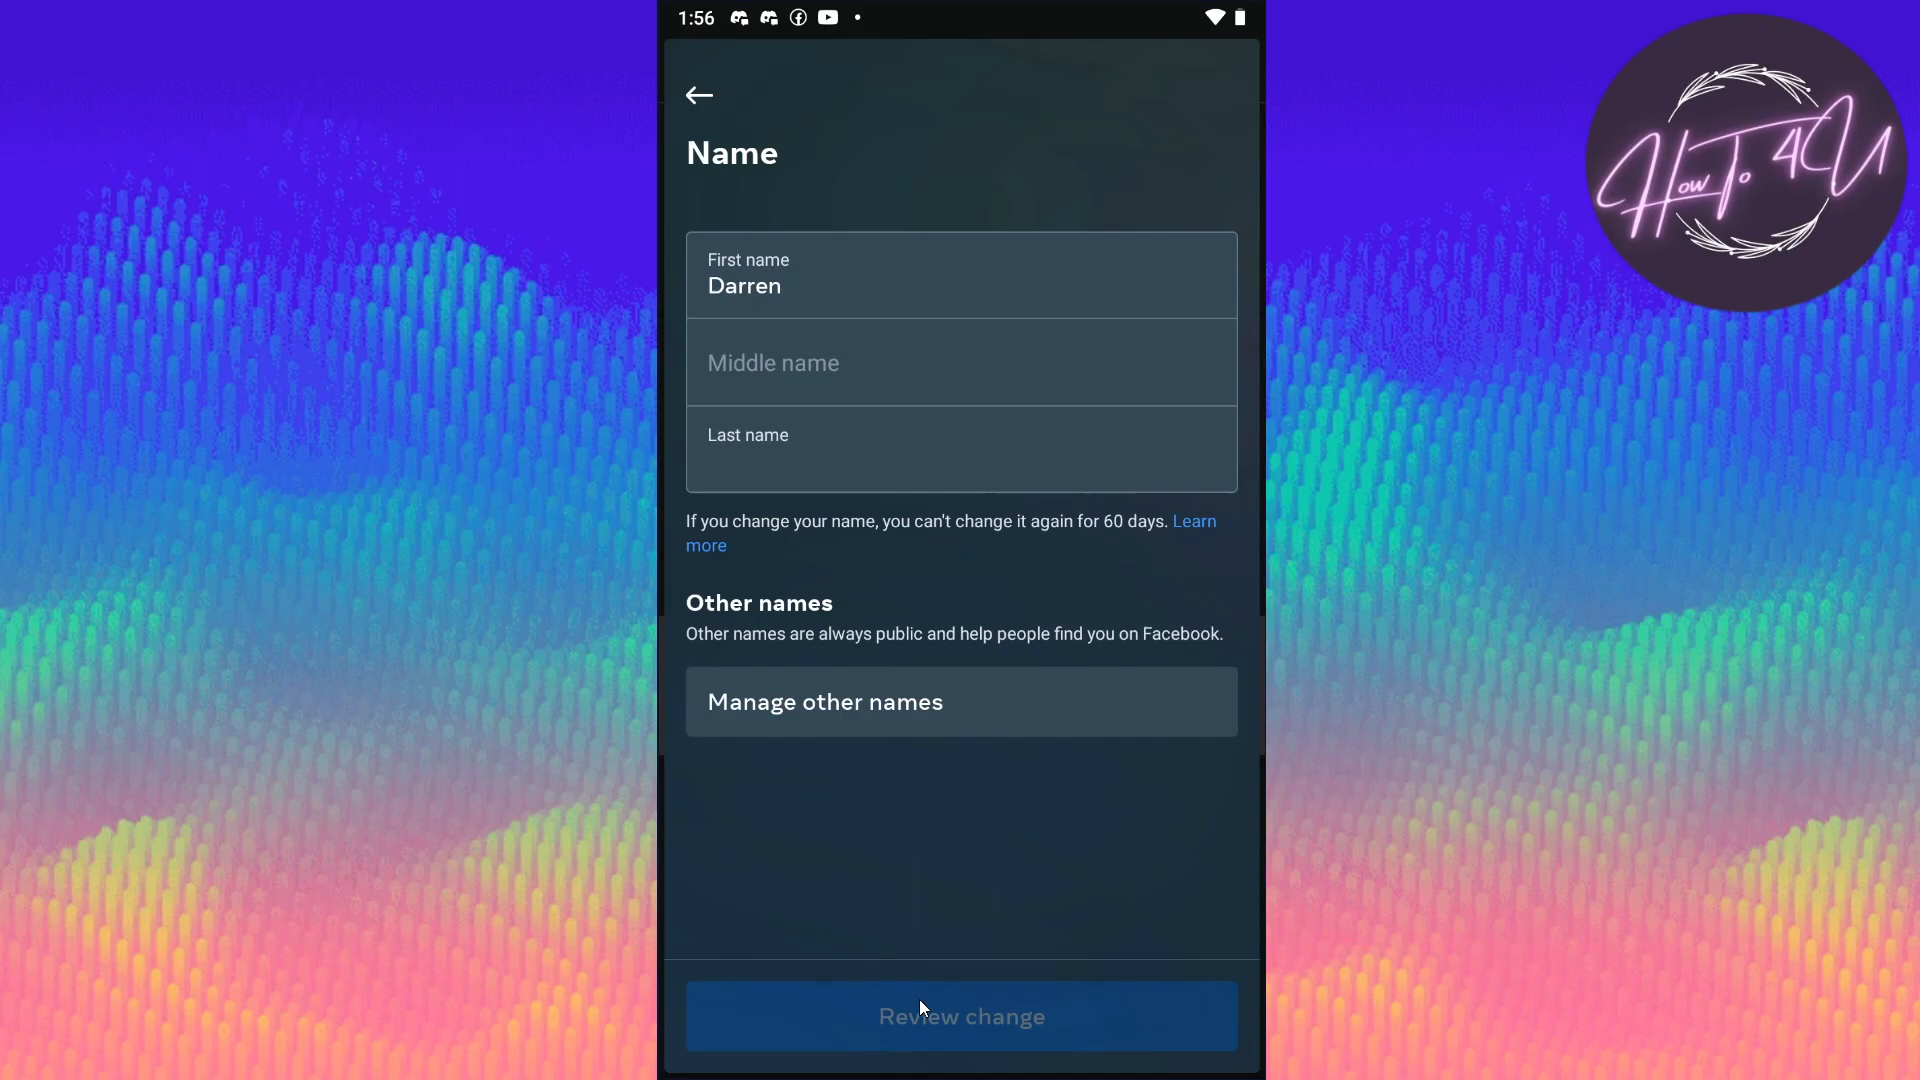 1:56
How To 4U
Name
First name
Darren
Middle name
Last name
If you change your name, you can't change it again for 60 days. Learn
more
Other names
Other names are always public and help people find you on Facebook.
Manage other names
Review change